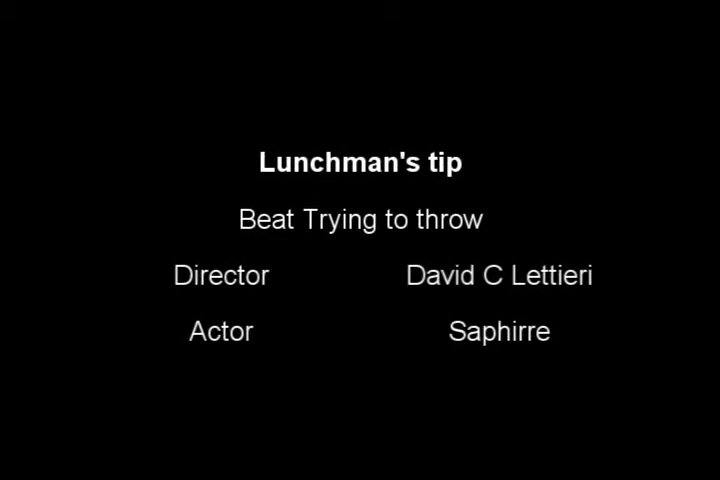 Lunchman's tip
Beat Trying to throw
Director David C Lettieri
Actor Saphirre